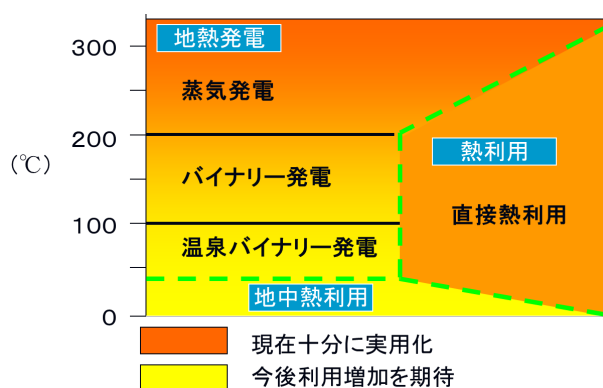 300
地熱発電
蒸気発電
200
(℃)
熱利用
バイナリー発電
直接熱利用
100
温泉バイナリー発電
地中熱利用
0
現在十分に実用化
今後利用増加を期待